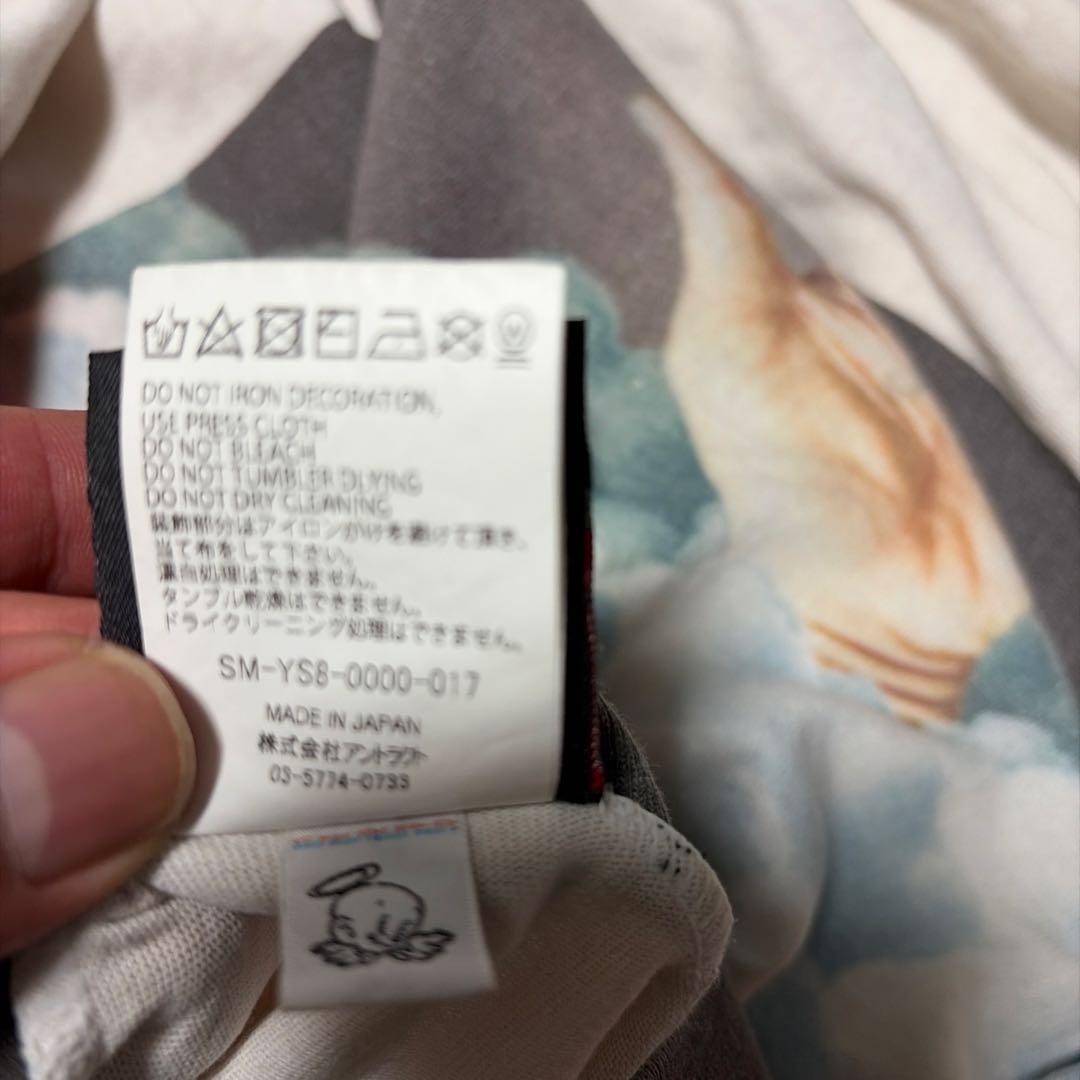 DO NOT IRON DECORATION,
USE PRESS CLOTH
DO NOT BLEACH
DO NOT TUMBLER DLYING
DO NOT DRY CLEANING
装飾部分はアイロンがけを避けて頂き、
当て布をして下さい。
漂白処理はできません。
タンブル乾燥はできません。
ドライクリーニング処理はできません。
SM-YS8-0000-017
MADE IN JAPAN
株式会社アントラクト
03-5774-0733